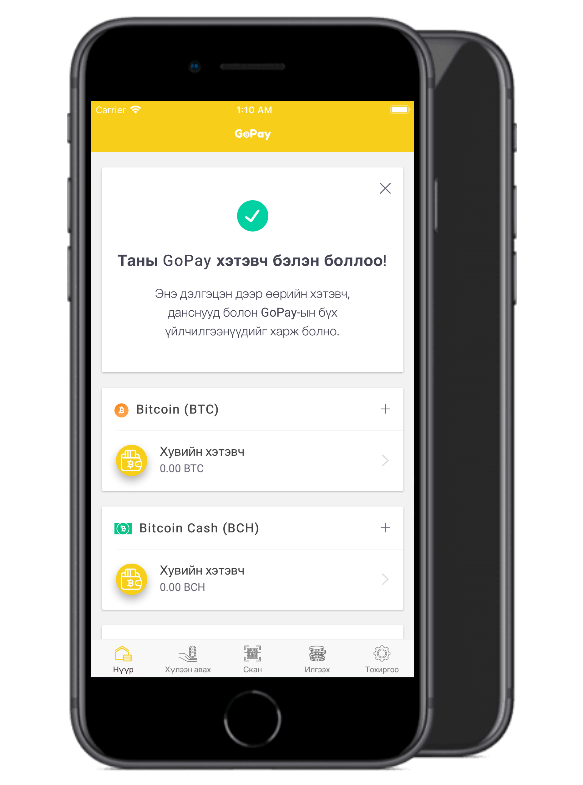 Carrier 1:10 AM
GoPay
Таны GoPay хэтэвч бэлэн боллоо!
Энэ дэлгэцэн дээр өөрийн хэтэвч,
данснууд болон GoPay-ын бүх
үйлчилгээнүүдийг харж болно.
Bitcoin (BTC)
Хувийн хэтэвч
0.00 BTC
Bitcoin Cash (BCH)
Хувийн хэтэвч
0.00 BCH
Нүүр Хүлээн авах Скан Илгээх Тохиргоо